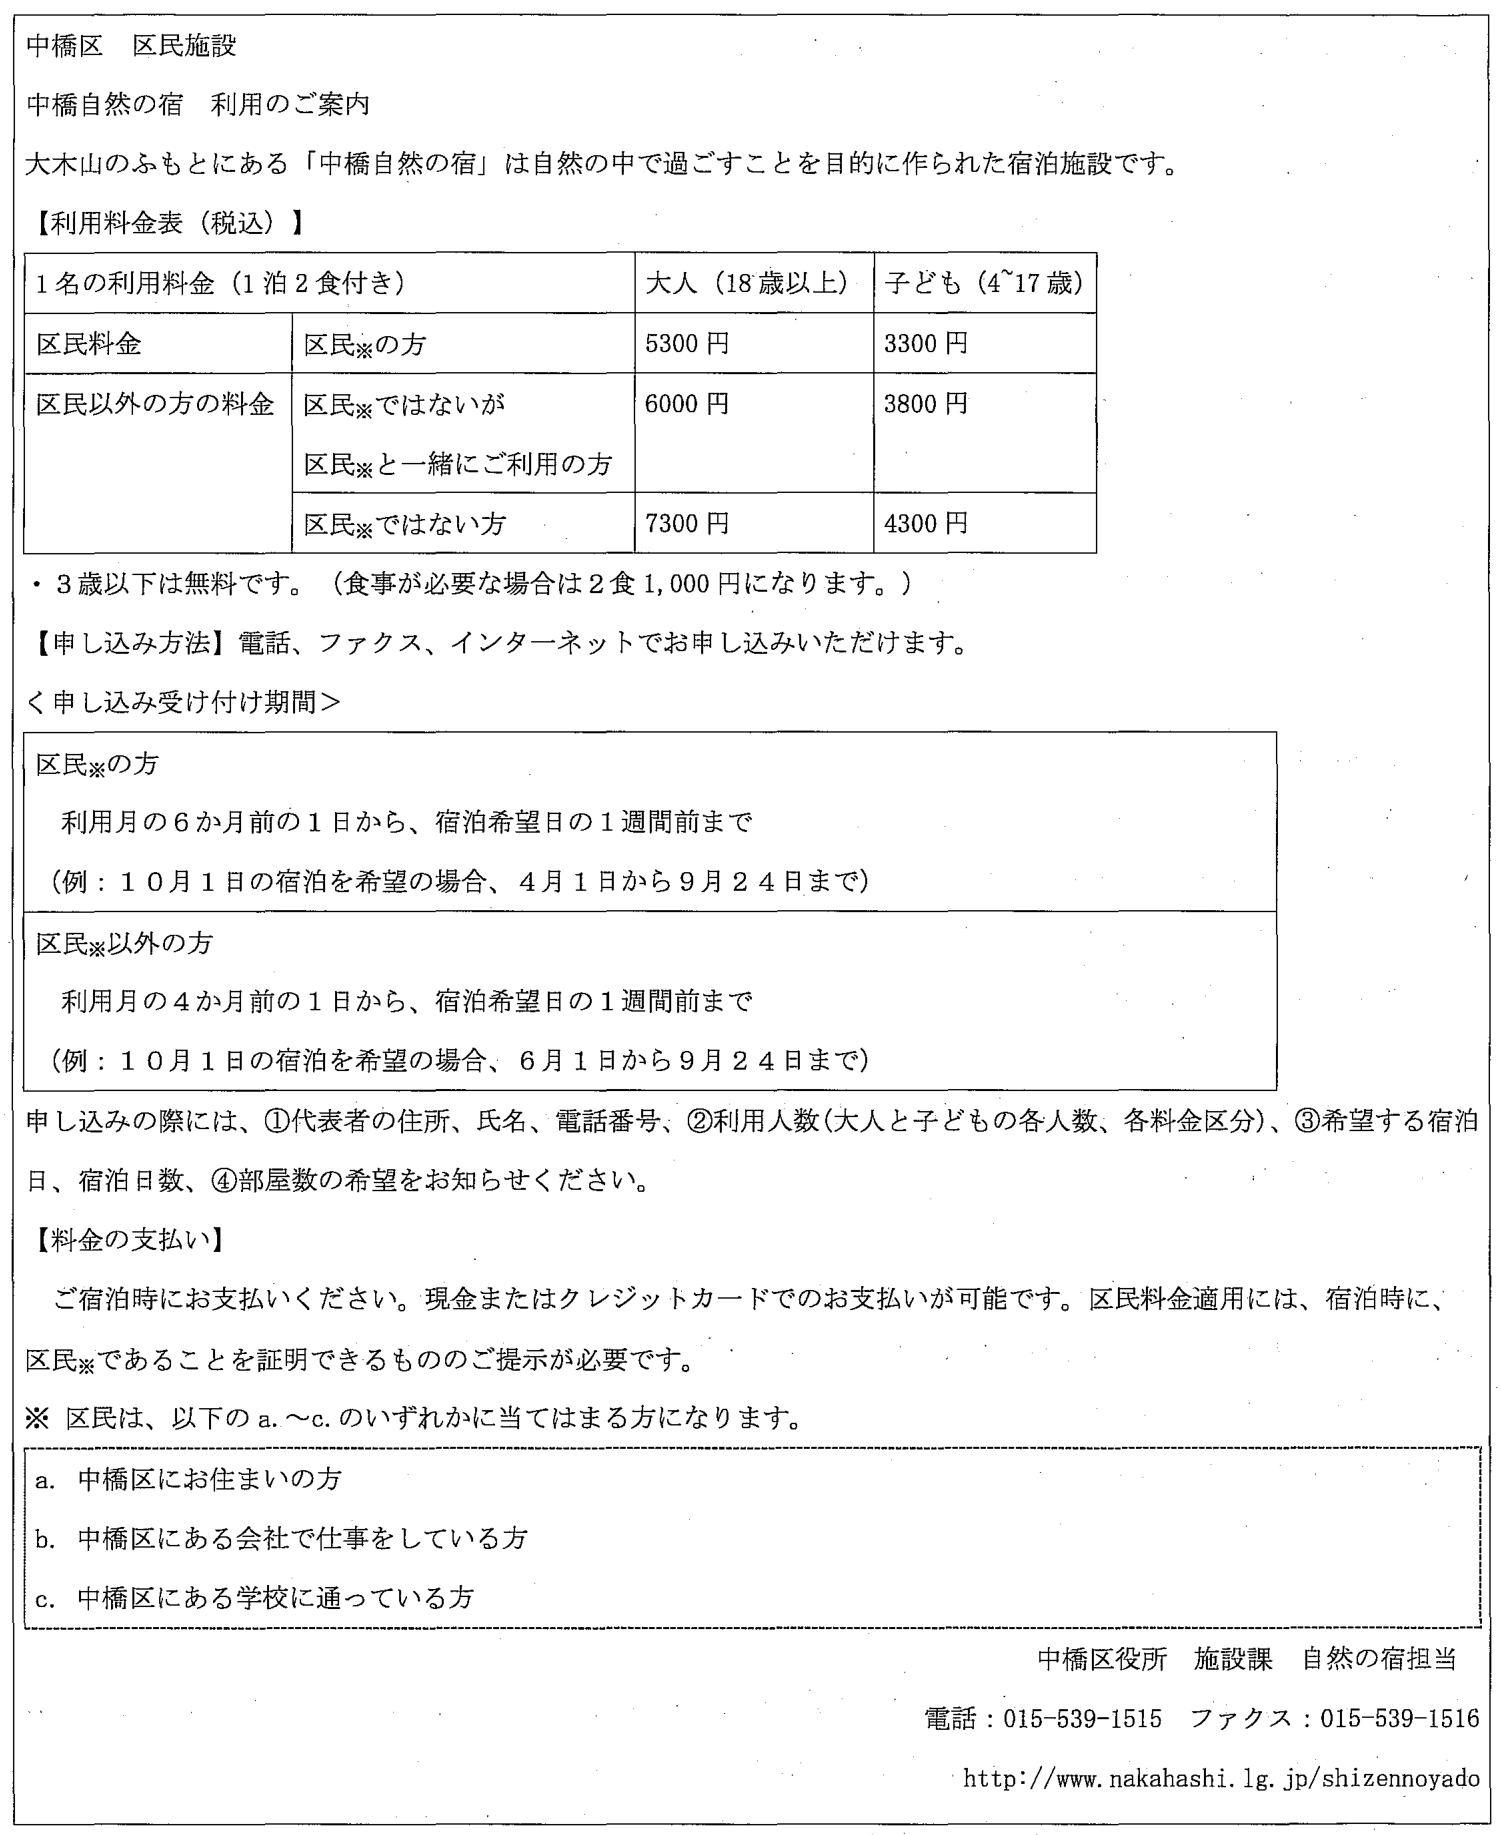 中橋区　区民施設
中橋自然の宿　利用のご案内
大木山のふもとにある「中橋自然の宿」は自然の中で過ごすことを目的に作られた宿泊施設です。
【利用料金表（税込）】
1名の利用料金（1泊2食付き） 大人（18歳以上） 子ども（4~17歳）
区民料金 区民※の方 5300円 3300円
区民以外の方の料金 区民※ではないが 6000円 3800円
区民※と一緒にご利用の方
区民※ではない方 7300円 4300円
・３歳以下は無料です。（食事が必要な場合は２食1,000円になります。）
【申し込み方法】電話、ファクス、インターネットでお申し込みいただけます。
＜申し込み受け付け期間＞
区民※の方
利用月の６か月前の１日から、宿泊希望日の１週間前まで
（例：１０月１日の宿泊を希望の場合、４月１日から９月２４日まで）
区民※以外の方
利用月の４か月前の１日から、宿泊希望日の１週間前まで
（例：１０月１日の宿泊を希望の場合、６月１日から９月２４日まで）
申し込みの際には、①代表者の住所、氏名、電話番号、②利用人数（大人と子どもの各人数、各料金区分）、③希望する宿泊
日、宿泊日数、④部屋数の希望をお知らせください。
【料金の支払い】
ご宿泊時にお支払いください。現金またはクレジットカードでのお支払いが可能です。区民料金適用には、宿泊時に、
区民※であることを証明できるもののご提示が必要です。
※ 区民は、以下のa.～c.のいずれかに当てはまる方になります。
a. 中橋区にお住まいの方
b. 中橋区にある会社で仕事をしている方
c. 中橋区にある学校に通っている方
中橋区役所　施設課　自然の宿担当
電話：015-539-1515　ファクス：015-539-1516
http://www.nakahashi.lg.jp/shizennoyado